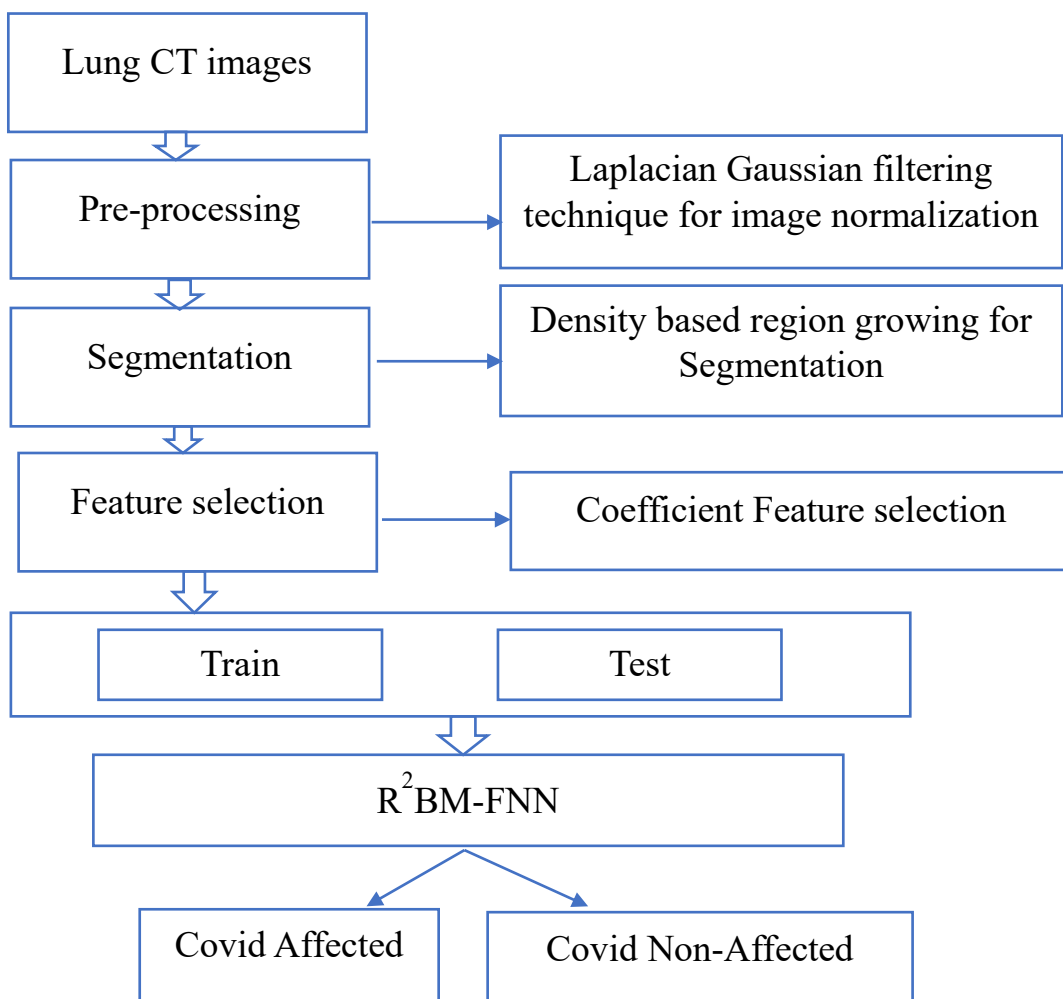 Lung CT images
Pre-processing
Laplacian Gaussian filtering
technique for image normalization
Segmentation
Density based region growing for
Segmentation
Feature selection
Coefficient Feature selection
Train
Test
R²BM-FNN
Covid Affected
Covid Non-Affected